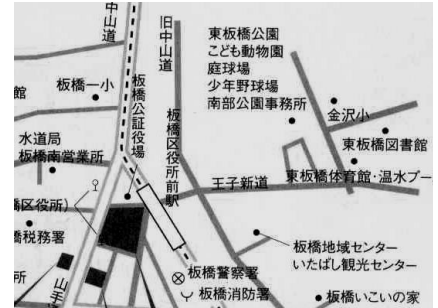 中山道
旧中山道
東板橋公園
こども動物園
庭球場
少年野球場
南部公園事務所
板橋一小
館
板橋公証役場
板橋区役所前駅
金沢小
水道局
板橋南営業所
東板橋図書館
王子新道
東板橋体育館・温水プー
橋区役所
橋税務署
板橋地域センター
いたばし観光センター
所
山手
板橋警察署
板橋消防署
板橋いこいの家